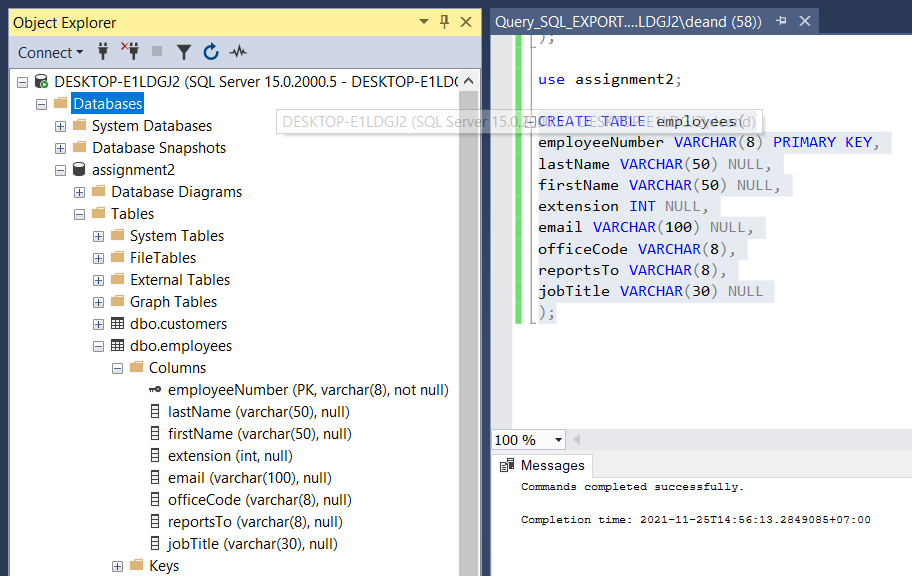 Object Explorer
Connect
DESKTOP-E1LDGJ2 (SQL Server 15.0.2000.5 - DESKTOP-E1LDG
Databases
System Databases
Database Snapshots
assignment2
Database Diagrams
Tables
System Tables
FileTables
External Tables
Graph Tables
dbo.customers
dbo.employees
Columns
employeeNumber (PK, varchar(8), not null)
lastName (varchar(50), null)
firstName (varchar(50), null)
extension (int, null)
email (varchar(100), null)
officeCode (varchar(8), null)
reportsTo (varchar(8), null)
jobTitle (varchar(30), null)
Keys
Query_SQL_EXPORT....LDGJ2\deand (58))
);
use assignment2;
DESKTOP-E1LDGJ2 (SQL Server 15.0.2
CREATE TABLE employees(
employeeNumber VARCHAR(8) PRIMARY KEY,
lastName VARCHAR(50) NULL,
firstName VARCHAR(50) NULL,
extension INT NULL,
email VARCHAR(100) NULL,
officeCode VARCHAR(8),
reportsTo VARCHAR(8),
jobTitle VARCHAR(30) NULL
);
100 %
Messages
Commands completed successfully.
Completion time: 2021-11-25T14:56:13.2849085+07:00